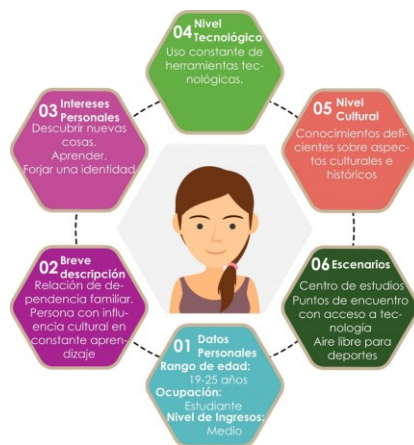 04 Nivel
Tecnológico
Uso constante de
herramientas tec-
nológicas.
03 Intereses
Personales
Descubrir nuevas
cosas.
Aprender.
Forjar una identidad
05 Nivel
Cultural
Conocimientos defi-
cientes sobre aspec-
tos culturales e
históricos
02 Breve
descripción
Relación de de-
pendencia familiar.
Persona con influ-
encia cultural en
constante apren-
dizaje
06 Escenarios
Centro de estudios
Puntos de encuentro
con acceso a tec-
nología
Aire libre para
deportes
01 Datos
Personales
Rango de edad:
19-25 años
Ocupación:
Estudiante
Nivel de Ingresos:
Medio